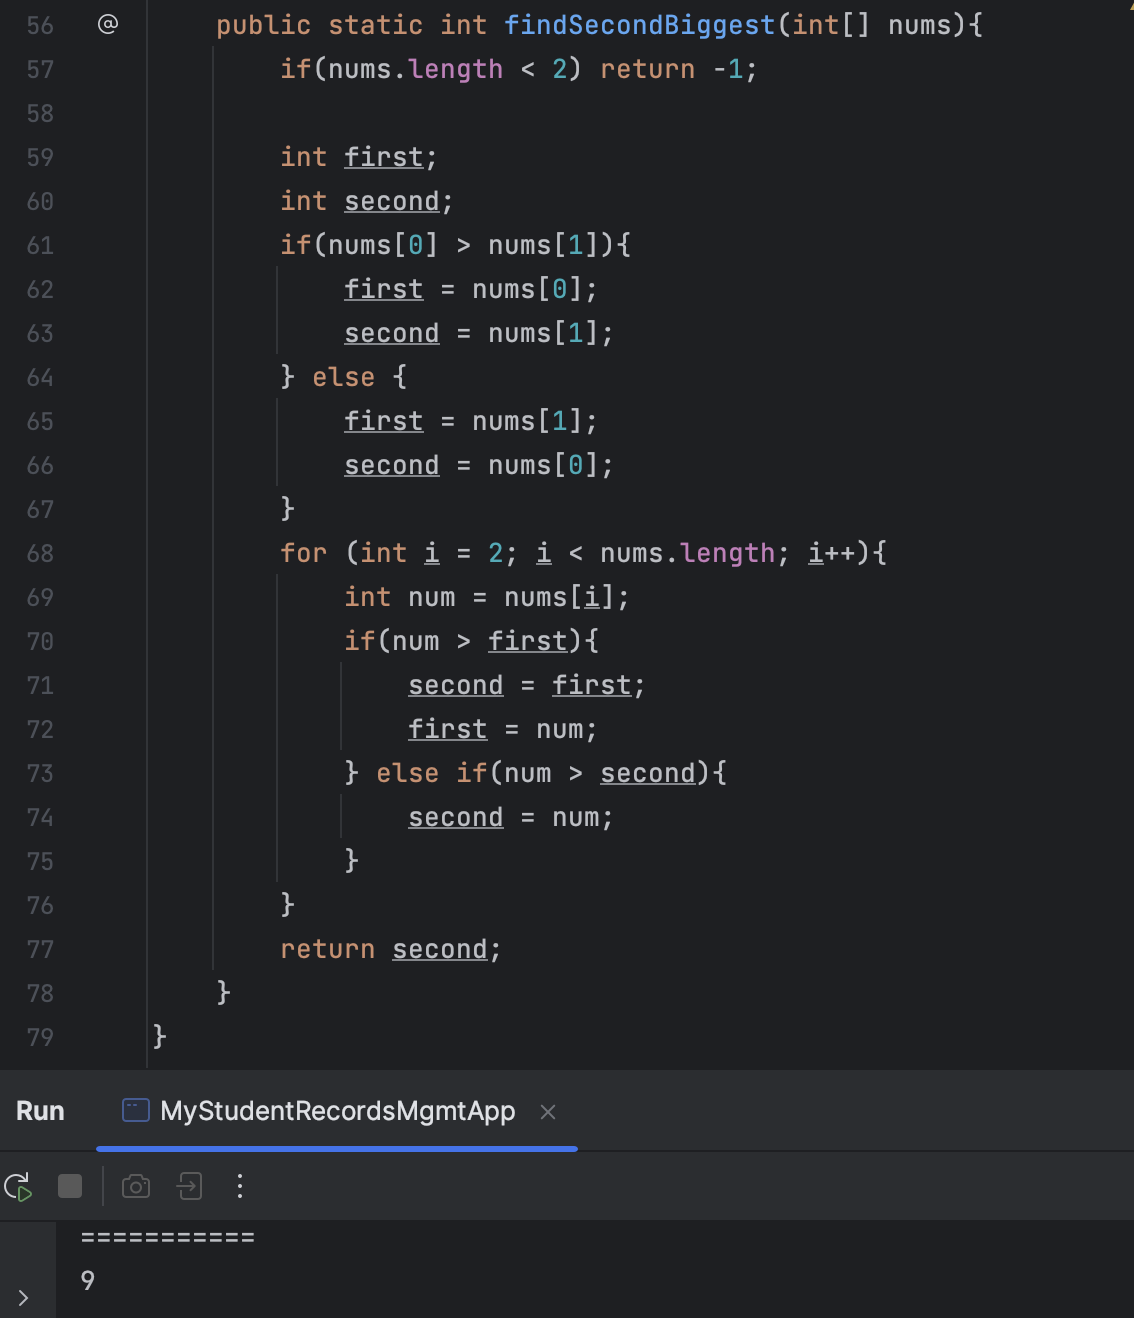 56 @ public static int findSecondBiggest(int[] nums){
57 if(nums.length < 2) return -1;
58
59 int first;
60 int second;
61 if(nums[0] > nums[1]){
62 first = nums[0];
63 second = nums[1];
64 } else {
65 first = nums[1];
66 second = nums[0];
67 }
68 for (int i = 2; i < nums.length; i++){
69 int num = nums[i];
70 if(num > first){
71 second = first;
72 first = num;
73 } else if(num > second){
74 second = num;
75 }
76 }
77 return second;
78 }
79 }
Run MyStudentRecordsMgmtApp
===========
9